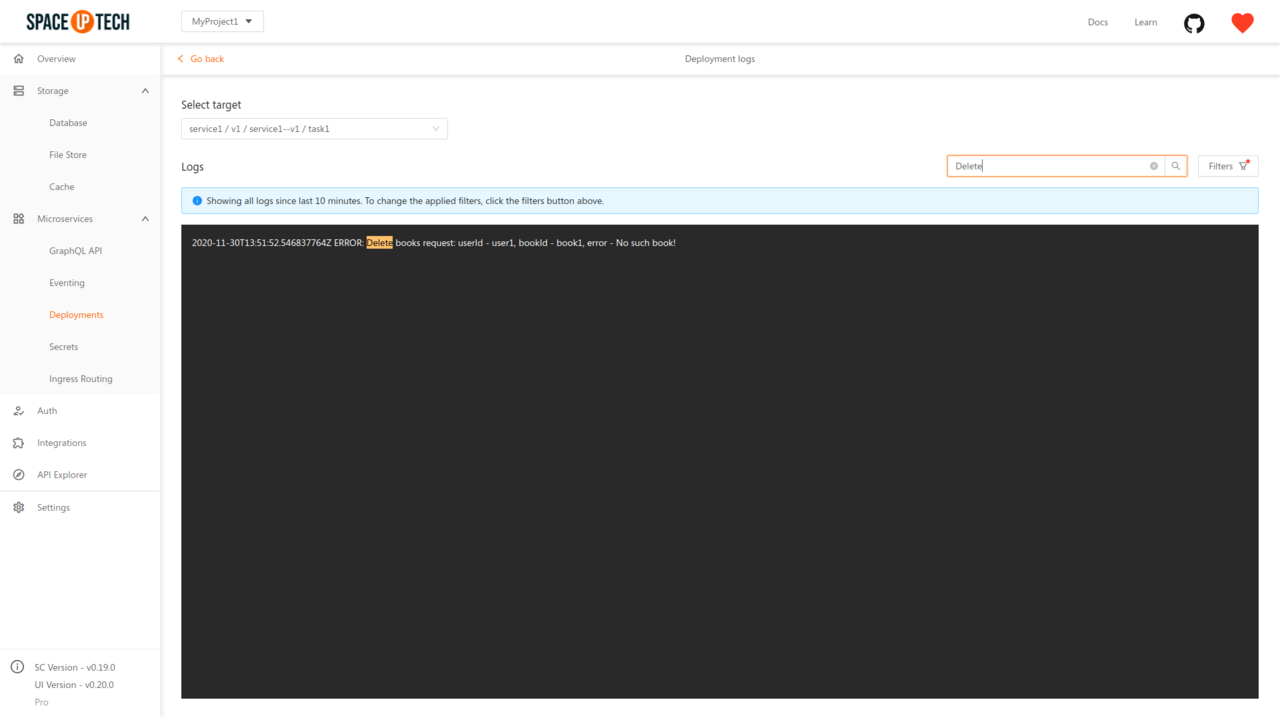 SPACE UP TECH
MyProject1
Docs
Learn
Overview
Storage
Database
File Store
Cache
Microservices
GraphQL API
Eventing
Deployments
Secrets
Ingress Routing
Auth
Integrations
API Explorer
Settings
SC Version - v0.19.0
UI Version - v0.20.0
Pro
Go back
Deployment logs
Select target
service1 / v1 / service1--v1 / task1
Logs
Delete
Filters
Showing all logs since last 10 minutes. To change the applied filters, click the filters button above.
2020-11-30T13:51:52.546837764Z ERROR: Delete books request: userId - user1, bookId - book1, error - No such book!